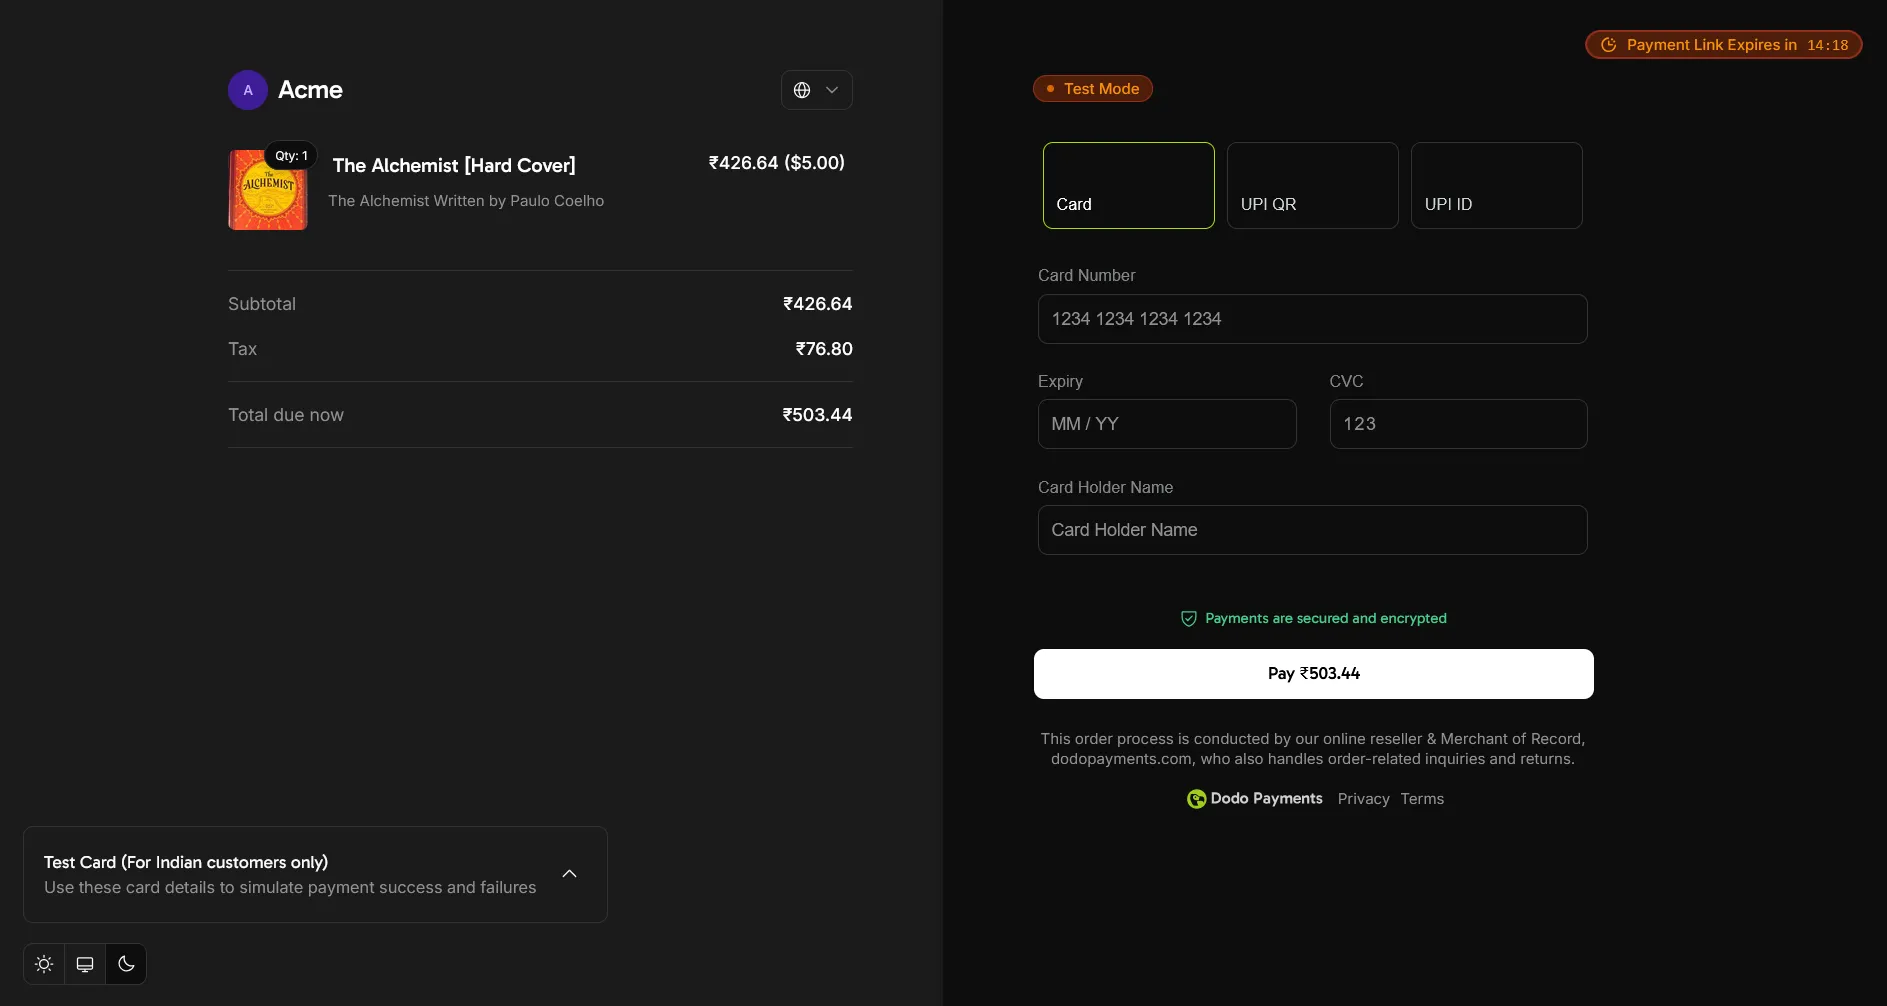 A
Acme
Qty: 1
The
ALCHEMIST
The Alchemist [Hard Cover]
₹426.64 ($5.00)
The Alchemist Written by Paulo Coelho
Subtotal
₹426.64
Tax
₹76.80
Total due now
₹503.44
Test Card (For Indian customers only)
Use these card details to simulate payment success and failures
Payment Link Expires in 14:18
Test Mode
Card
UPI QR
UPI ID
Card Number
1234 1234 1234 1234
Expiry
CVC
MM / YY
123
Card Holder Name
Card Holder Name
Payments are secured and encrypted
Pay ₹503.44
This order process is conducted by our online reseller & Merchant of Record,
dodopayments.com, who also handles order-related inquiries and returns.
Dodo Payments Privacy Terms